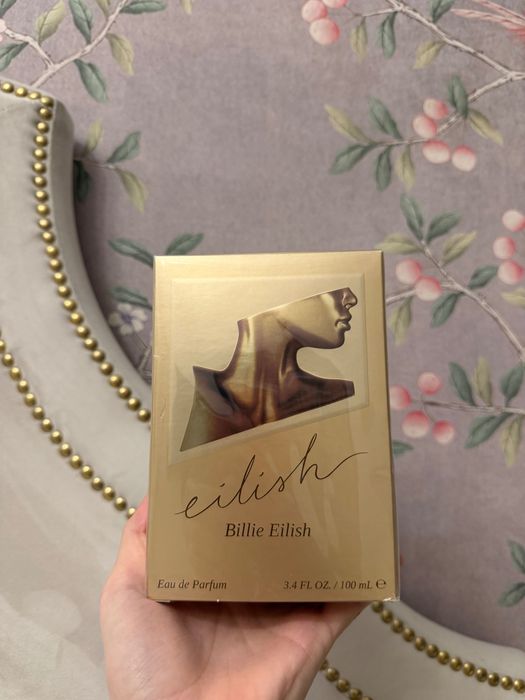 eilish
Billie Eilish
Eau de Parfum 3.4 FL OZ. / 100 mL ℮